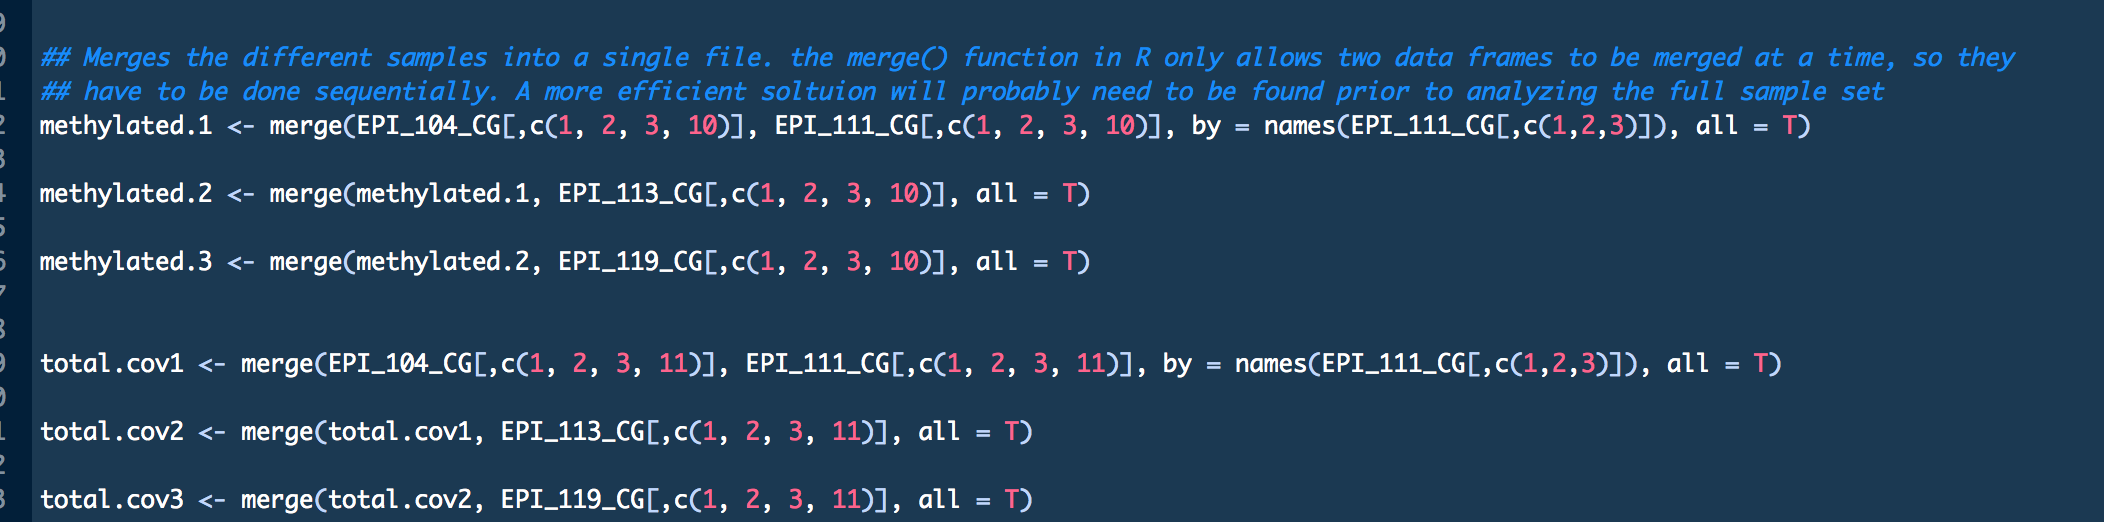 ## Merges the different samples into a single file. the merge() function in R only allows two data frames to be merged at a time, so they
## have to be done sequentially. A more efficient soltuion will probably need to be found prior to analyzing the full sample set
methylated.1 <- merge(EPI_104_CG[,c(1, 2, 3, 10)], EPI_111_CG[,c(1, 2, 3, 10)], by = names(EPI_111_CG[,c(1,2,3)]), all = T)
methylated.2 <- merge(methylated.1, EPI_113_CG[,c(1, 2, 3, 10)], all = T)
methylated.3 <- merge(methylated.2, EPI_119_CG[,c(1, 2, 3, 10)], all = T)
total.cov1 <- merge(EPI_104_CG[,c(1, 2, 3, 11)], EPI_111_CG[,c(1, 2, 3, 11)], by = names(EPI_111_CG[,c(1,2,3)]), all = T)
total.cov2 <- merge(total.cov1, EPI_113_CG[,c(1, 2, 3, 11)], all = T)
total.cov3 <- merge(total.cov2, EPI_119_CG[,c(1, 2, 3, 11)], all = T)